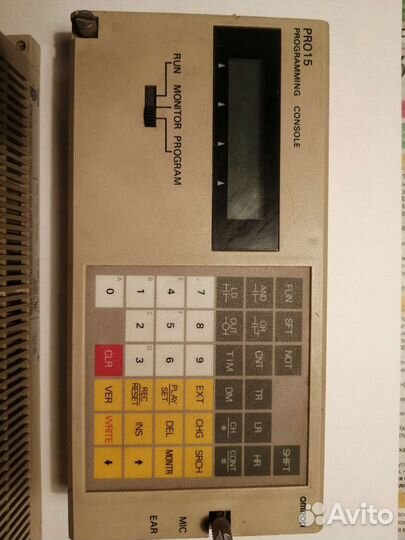 PRO15
PROGRAMMING CONSOLE
RUN MONITOR PROGRAM
omron
FUN SFT NOT SHIFT
AND OR CNT TR LR HR
LD OUT TIM DM CH * CONT #
7 8 9 EXT CHG SRCH
E
4 5 6 PLAY SET DEL MONTR
B C D
1 2 3 REC RESET INS ↑
A
0 CLR VER WRITE ↓
MIC
EAR
Avito